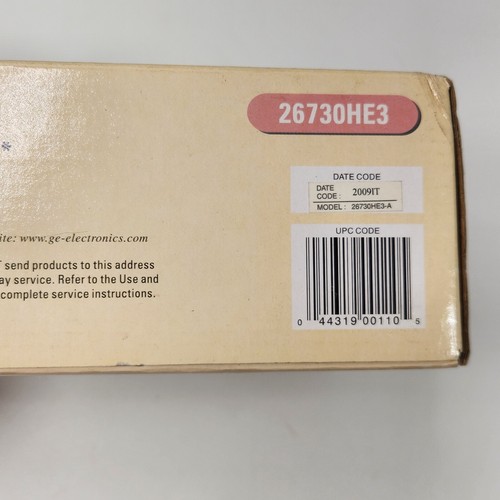 26730HE3
*
DATE CODE
DATE CODE : 2009IT
MODEL : 26730HE3-A
ite: www.ge-electronics.com
UPC CODE
T send products to this address
ay service. Refer to the Use and
complete service instructions.
0 44319 00110 5